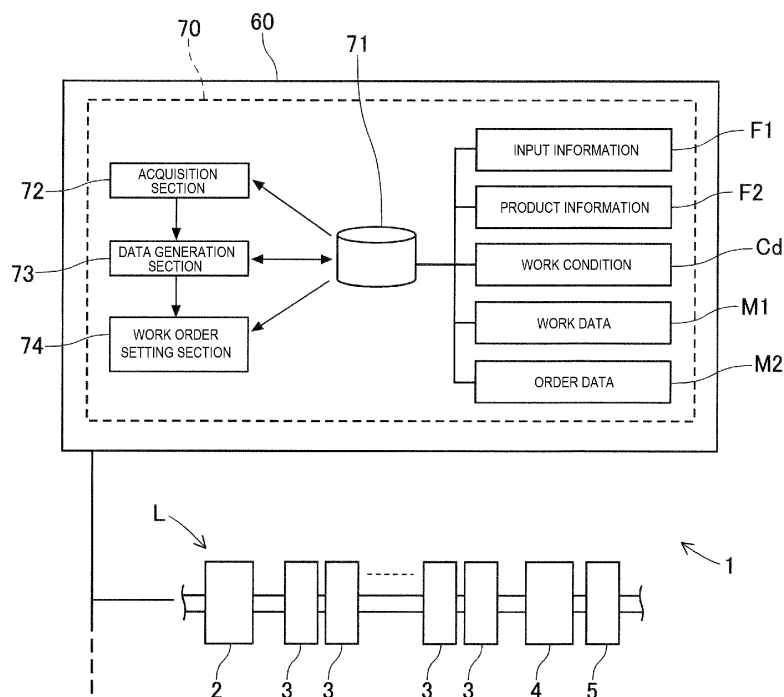 70
60
71
72
ACQUISITION
SECTION
73
DATA GENERATION
SECTION
74
WORK ORDER
SETTING SECTION
INPUT INFORMATION
F1
PRODUCT INFORMATION
F2
WORK CONDITION
Cd
WORK DATA
M1
ORDER DATA
M2
L
1
2
3
3
3
3
4
5